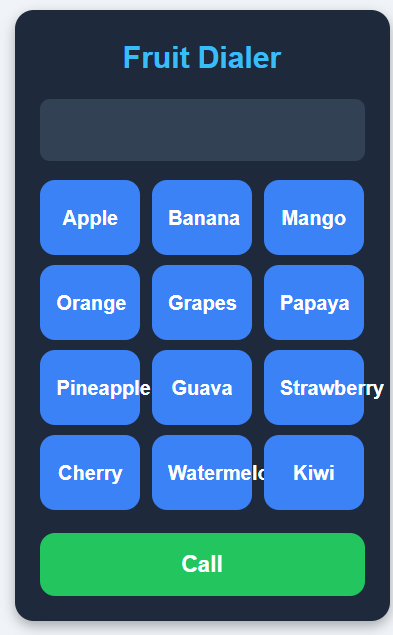 Fruit Dialer
Apple Banana Mango
Orange Grapes Papaya
Pineapple Guava Strawberry
Cherry Watermelo Kiwi
Call